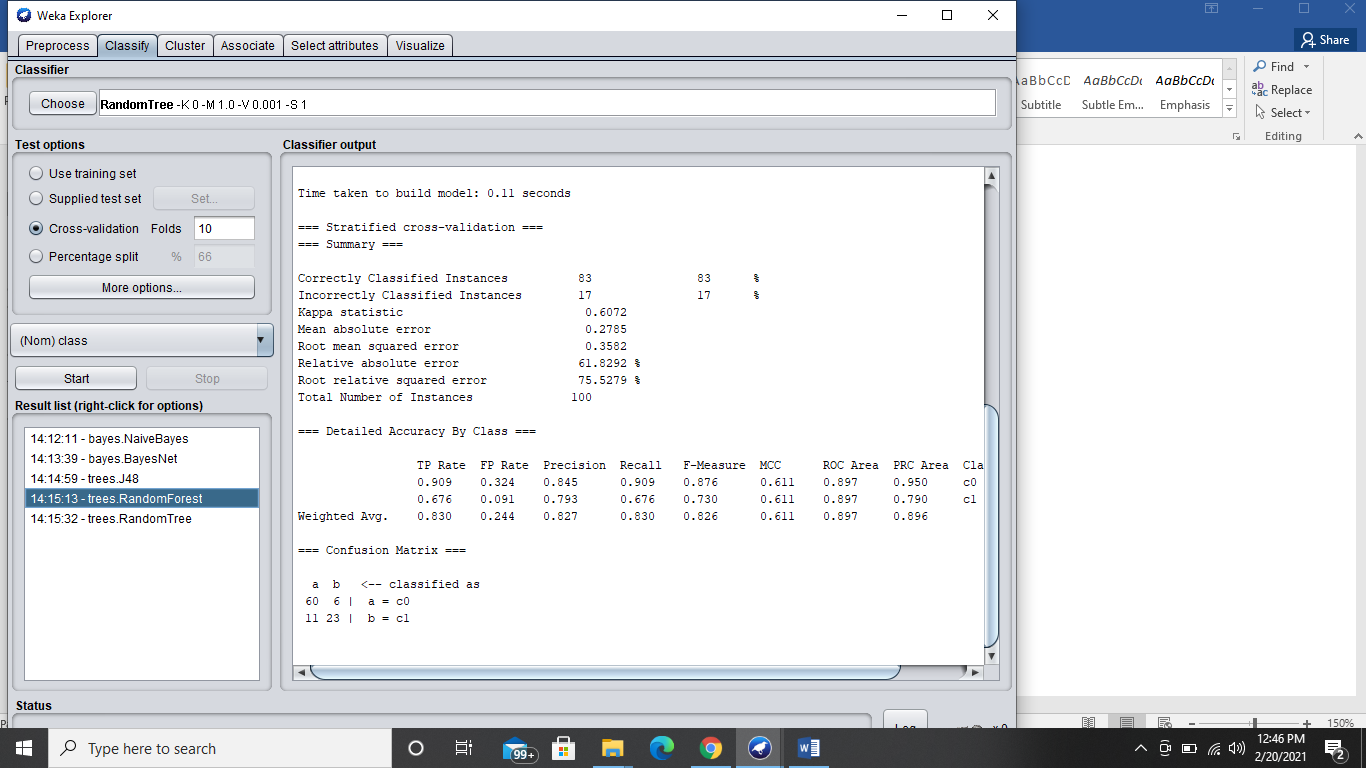 Weka Explorer
Share
Preprocess Classify Cluster Associate Select attributes Visualize
Classifier
Choose RandomTree -K 0 -M 1.0 -V 0.001 -S 1
AaBbCcDc AaBbCcDc
Subtitle Subtle Em... Emphasis
Find
Replace
Select
Editing
Test options
Use training set
Supplied test set Set...
Cross-validation Folds 10
Percentage split % 66
More options...
(Nom) class
Start Stop
Result list (right-click for options)
14:12:11 - bayes.NaiveBayes
14:13:39 - bayes.BayesNet
14:14:59 - trees.J48
14:15:13 - trees.RandomForest
14:15:32 - trees.RandomTree
Classifier output
Time taken to build model: 0.11 seconds
=== Stratified cross-validation ===
=== Summary ===
Correctly Classified Instances 83 83 %
Incorrectly Classified Instances 17 17 %
Kappa statistic 0.6072
Mean absolute error 0.2785
Root mean squared error 0.3582
Relative absolute error 61.8292 %
Root relative squared error 75.5279 %
Total Number of Instances 100
=== Detailed Accuracy By Class ===
TP Rate FP Rate Precision Recall F-Measure MCC ROC Area PRC Area Cla
0.909 0.324 0.845 0.909 0.876 0.611 0.897 0.950 c0
0.676 0.091 0.793 0.676 0.730 0.611 0.897 0.790 c1
Weighted Avg. 0.830 0.244 0.827 0.830 0.826 0.611 0.897 0.896
=== Confusion Matrix ===
a b <-- classified as
60 6 | a = c0
11 23 | b = c1
Status
Log x 0
150%
Type here to search
99+
12:46 PM
2/20/2021
2